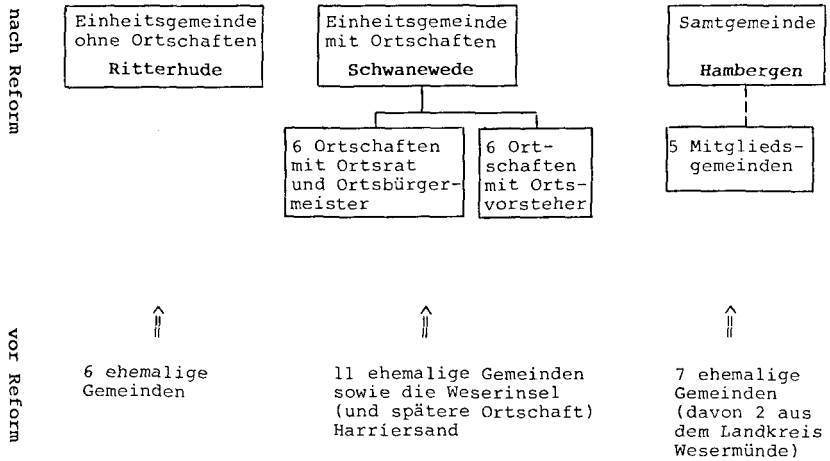 nach Reform
Einheitsgemeinde
ohne Ortschaften
Ritterhude
Einheitsgemeinde
mit Ortschaften
Schwanewede
Samtgemeinde
Hambergen
6 Ortschaften
mit Ortsrat
und Ortsbürger-
meister
6 Ort-
schaften
mit Orts-
vorsteher
5 Mitglieds-
gemeinden
vor Reform
6 ehemalige
Gemeinden
11 ehemalige Gemeinden
sowie die Weserinsel
(und spätere Ortschaft)
Harriersand
7 ehemalige
Gemeinden
(davon 2 aus
dem Landkreis
Wesermünde)